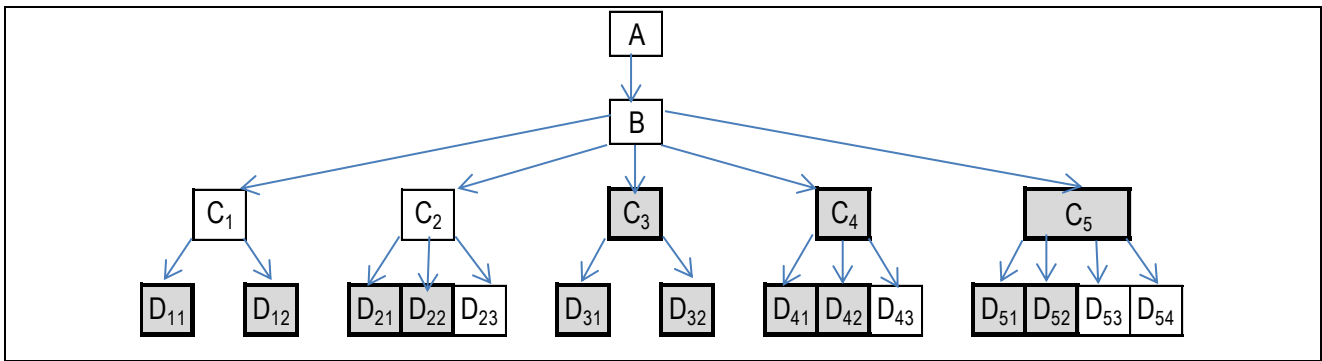 A
B
C₁ C₂ C₃ C₄ C₅
D₁₁ D₁₂ D₂₁ D₂₂ D₂₃ D₃₁ D₃₂ D₄₁ D₄₂ D₄₃ D₅₁ D₅₂ D₅₃ D₅₄